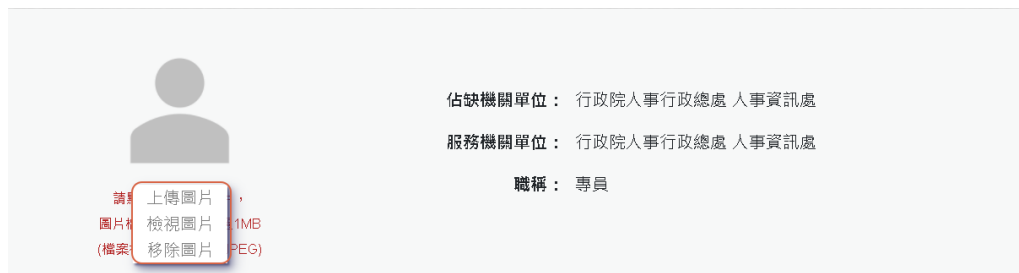 佔缺機關單位： 行政院人事行政總處 人事資訊處
服務機關單位： 行政院人事行政總處 人事資訊處
職稱： 專員
請
，
上傳圖片
圖片
1MB
檢視圖片
(檔案
PEG)
移除圖片